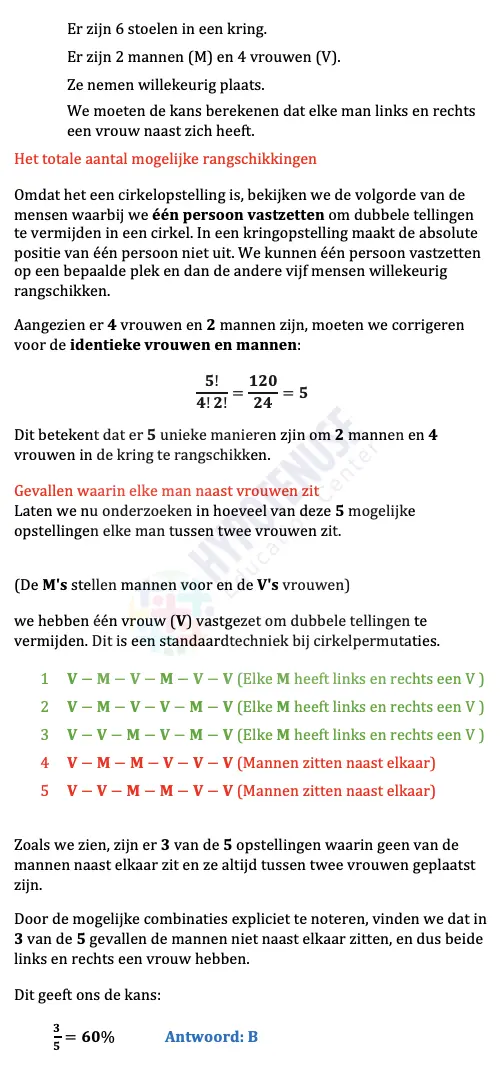 Er zijn 6 stoelen in een kring.
Er zijn 2 mannen (M) en 4 vrouwen (V).
Ze nemen willekeurig plaats.
We moeten de kans berekenen dat elke man links en rechts
een vrouw naast zich heeft.
Het totale aantal mogelijke rangschikkingen
Omdat het een cirkelopstelling is, bekijken we de volgorde van de
mensen waarbij we één persoon vastzetten om dubbele tellingen
te vermijden in een cirkel. In een kringopstelling maakt de absolute
positie van één persoon niet uit. We kunnen één persoon vastzetten
op een bepaalde plek en dan de andere vijf mensen willekeurig
rangschikken.
Aangezien er 4 vrouwen en 2 mannen zijn, moeten we corrigeren
voor de identieke vrouwen en mannen:
5!/4! 2! = 120/24 = 5
Dit betekent dat er 5 unieke manieren zjin om 2 mannen en 4
vrouwen in de kring te rangschikken.
Gevallen waarin elke man naast vrouwen zit
Laten we nu onderzoeken in hoeveel van deze 5 mogelijke
opstellingen elke man tussen twee vrouwen zit.
(De M's stellen mannen voor en de V's vrouwen)
we hebben één vrouw (V) vastgezet om dubbele tellingen te
vermijden. Dit is een standaardtechniek bij cirkelpermutaties.
1 V – M – V – M – V – V (Elke M heeft links en rechts een V )
2 V – M – V – V – M – V (Elke M heeft links en rechts een V )
3 V – V – M – V – M – V (Elke M heeft links en rechts een V )
4 V – M – M – V – V – V (Mannen zitten naast elkaar)
5 V – V – M – M – V – V (Mannen zitten naast elkaar)
Zoals we zien, zijn er 3 van de 5 opstellingen waarin geen van de
mannen naast elkaar zit en ze altijd tussen twee vrouwen geplaatst
zijn.
Door de mogelijke combinaties expliciet te noteren, vinden we dat in
3 van de 5 gevallen de mannen niet naast elkaar zitten, en dus beide
links en rechts een vrouw hebben.
Dit geeft ons de kans:
3/5 = 60% Antwoord: B
HYPOTENUSE
Education Center